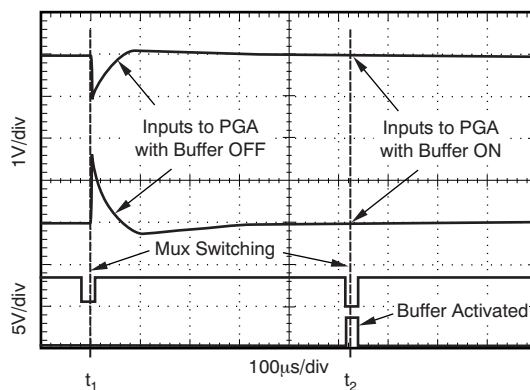 1V/div
Inputs to PGA
with Buffer OFF
Inputs to PGA
with Buffer ON
Mux Switching
5V/div
Buffer Activated
100µs/div
t1
t2